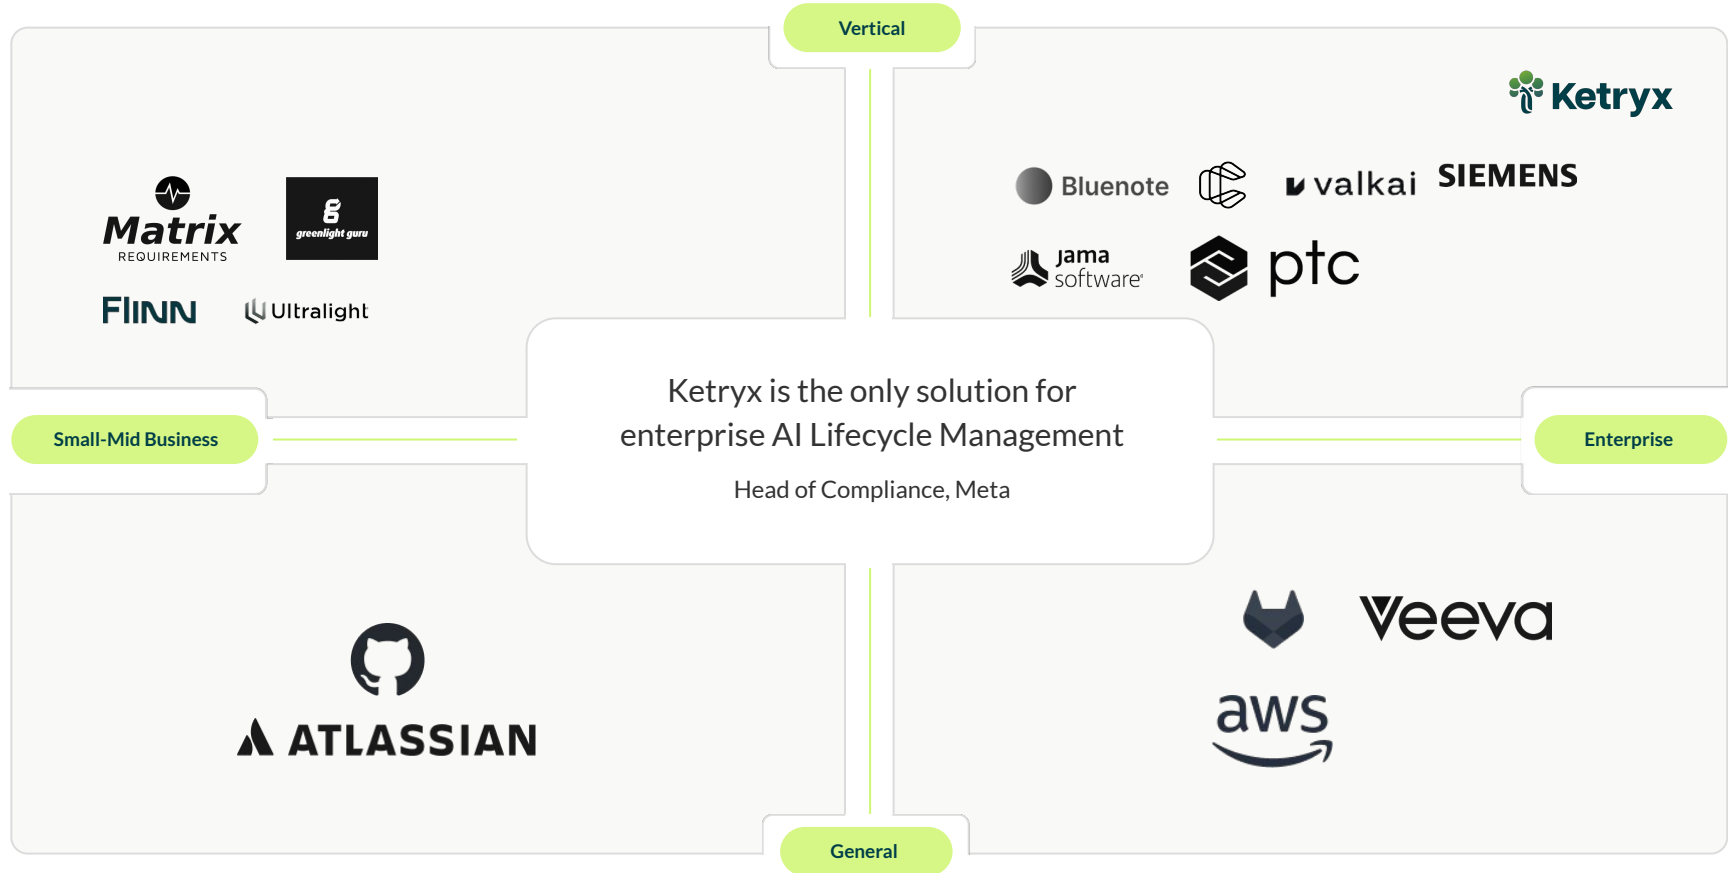 Vertical
Ketryx
Bluenote
valkai
SIEMENS
Matrix
REQUIREMENTS
g
greenlight guru
jama
software®
ptc
FLINN
Ultralight
Ketryx is the only solution for
enterprise AI Lifecycle Management
Head of Compliance, Meta
Small-Mid Business
Enterprise
veeva
ATLASSIAN
aws
General